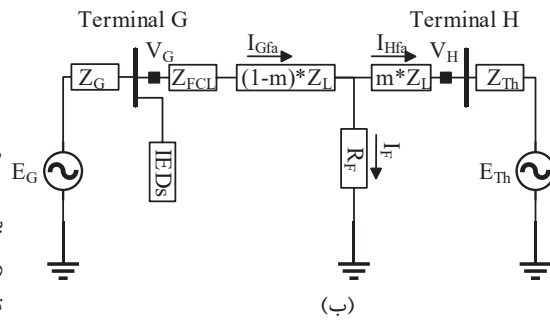 Terminal G Terminal H
V_G I_Gfa I_Hfa V_H
Z_G Z_FCL (1-m)*Z_L m*Z_L Z_Th
E_G IEDs R_F I_F E_Th
(ب)